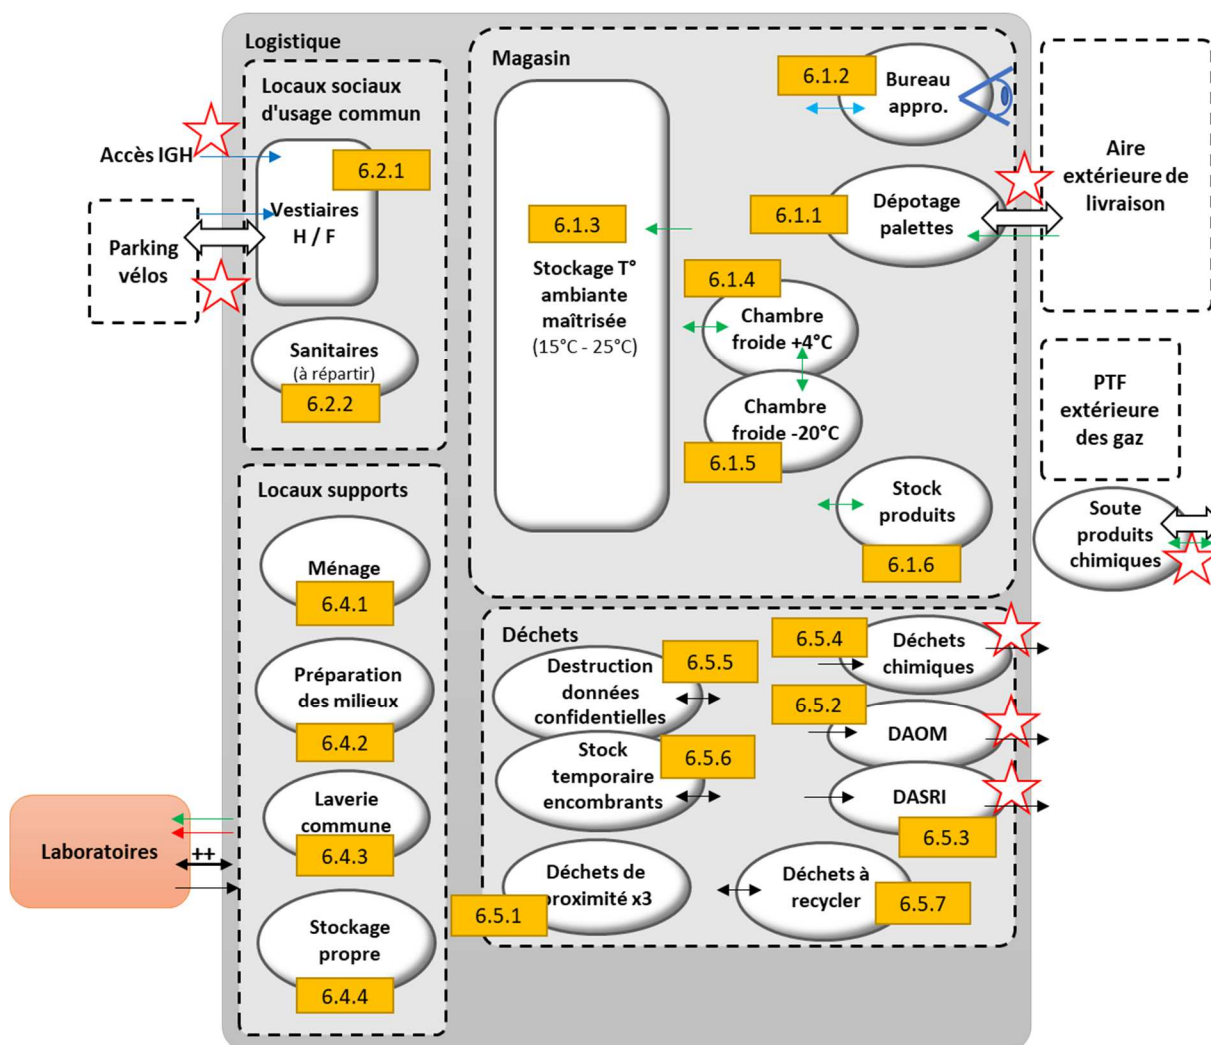 Logistique
Locaux sociaux
d'usage commun
Accès IGH
6.2.1
Vestiaires
H / F
Parking
vélos
Sanitaires
(à répartir)
6.2.2
Locaux supports
Ménage
6.4.1
Préparation
des milieux
6.4.2
Laverie
commune
6.4.3
Stockage
propre
6.4.4
Laboratoires
++
Magasin
6.1.3
Stockage T°
ambiante
maîtrisée
(15°C - 25°C)
6.1.2
Bureau
appro.
6.1.1
Dépotage
palettes
6.1.4
Chambre
froide +4°C
Chambre
froide -20°C
6.1.5
Stock
produits
6.1.6
Aire
extérieure de
livraison
PTF
extérieure
des gaz
Soute
produits
chimiques
Déchets
6.5.5
Destruction
données
confidentielles
6.5.6
Stock
temporaire
encombrants
6.5.4
Déchets
chimiques
6.5.2
DAOM
DASRI
6.5.3
Déchets de
proximité x3
6.5.1
Déchets à
recycler
6.5.7